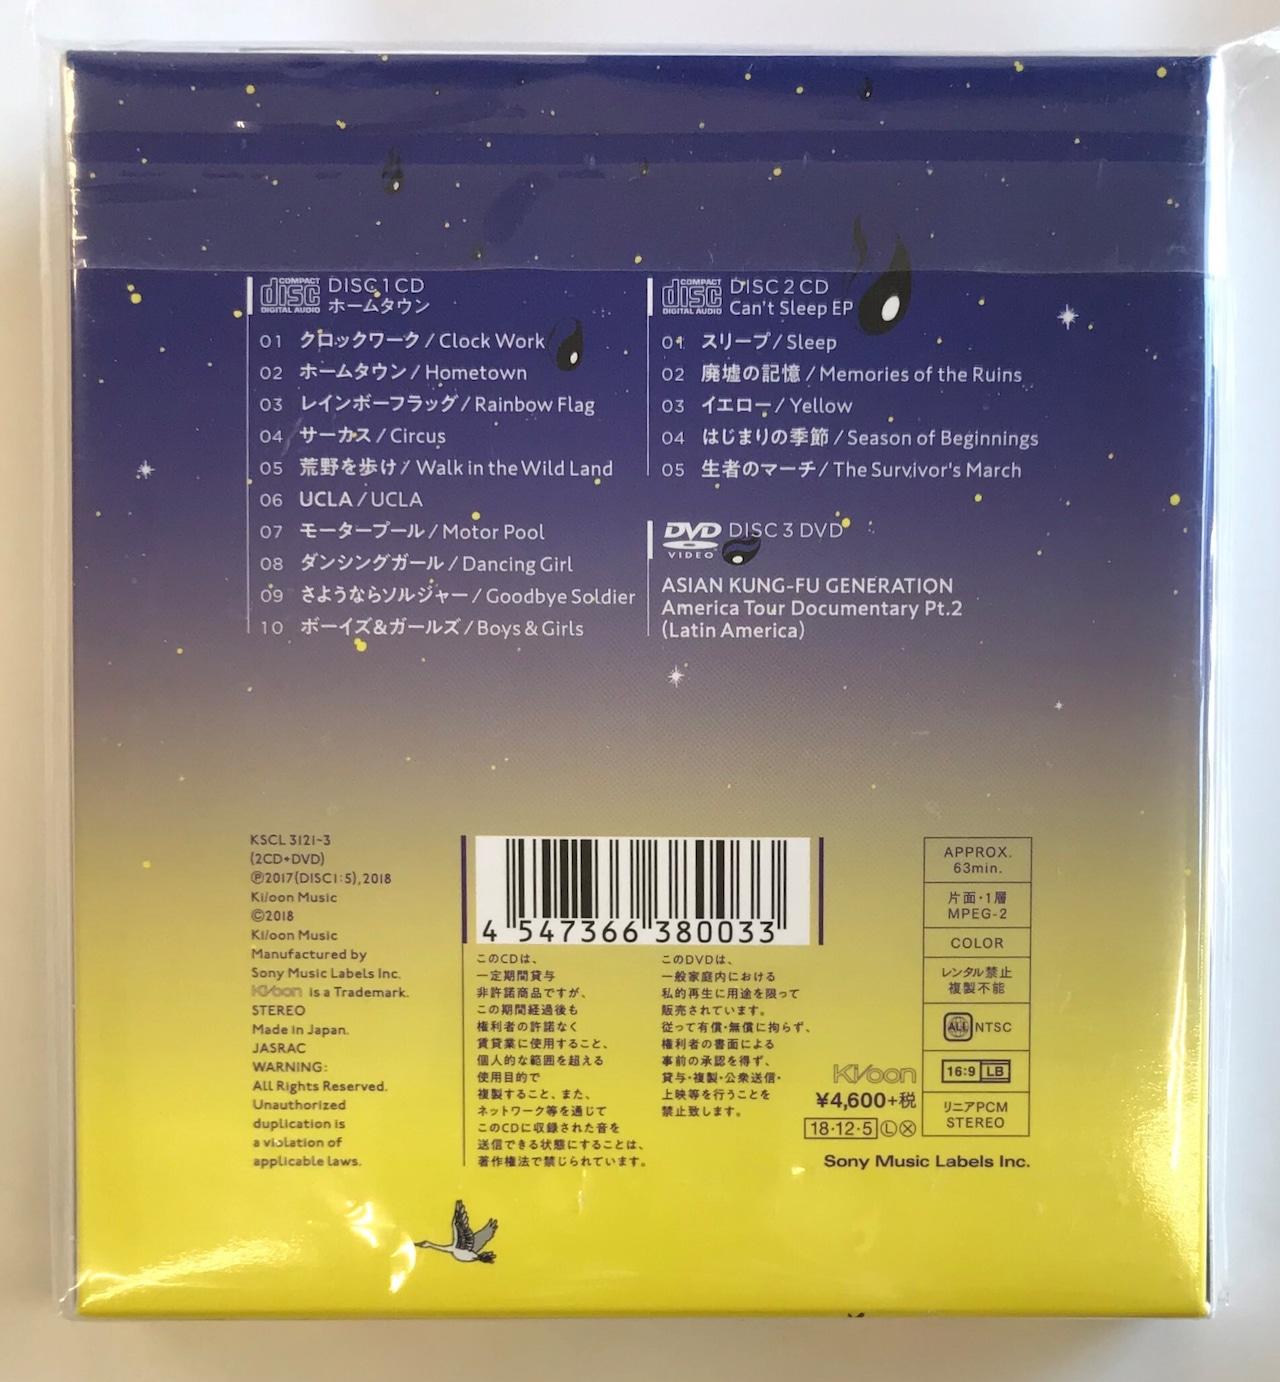 COMPACT
disc
DIGITAL AUDIO
DISC 1 CD
ホームタウン
01 クロックワーク / Clock Work
02 ホームタウン / Hometown
03 レインボーフラッグ / Rainbow Flag
04 サーカス / Circus
05 荒野を歩け / Walk in the Wild Land
06 UCLA / UCLA
07 モータープール / Motor Pool
08 ダンシングガール / Dancing Girl
09 さようならソルジャー / Goodbye Soldier
10 ボーイズ&ガールズ / Boys & Girls
COMPACT
disc
DIGITAL AUDIO
DISC 2 CD
Can't Sleep EP
01 スリープ / Sleep
02 廃墟の記憶 / Memories of the Ruins
03 イエロー / Yellow
04 はじまりの季節 / Season of Beginnings
05 生者のマーチ / The Survivor's March
DVD
VIDEO
DISC 3 DVD
ASIAN KUNG-FU GENERATION
America Tour Documentary Pt.2
(Latin America)
KSCL 3121~3
(2CD+DVD)
Ⓟ2017(DISC1:5), 2018
Ki/oon Music
©2018
Ki/oon Music
Manufactured by
Sony Music Labels Inc.
Ki/oon is a Trademark.
STEREO
Made in Japan.
JASRAC
WARNING:
All Rights Reserved.
Unauthorized
duplication is
a violation of
applicable laws.
4 547366 380033
このCDは、
一定期間貸与
非許諾商品ですが、
この期間経過後も
権利者の許諾なく
賃貸業に使用すること、
個人的な範囲を超える
使用目的で
複製すること、また、
ネットワーク等を通じて
このCDに収録された音を
送信できる状態にすることは、
著作権法で禁じられています。
このDVDは、
一般家庭内における
私的再生に用途を限って
販売されています。
従って有償・無償に拘らず、
権利者の書面による
事前の承認を得ず、
貸与・複製・公衆送信・
上映等を行うことを
禁止致します。
Ki/oon
¥4,600+税
18・12・5 Ⓛ Ⓧ
APPROX.
63min.
片面・1層
MPEG-2
COLOR
レンタル禁止
複製不能
ALL NTSC
16:9 LB
リニアPCM
STEREO
Sony Music Labels Inc.